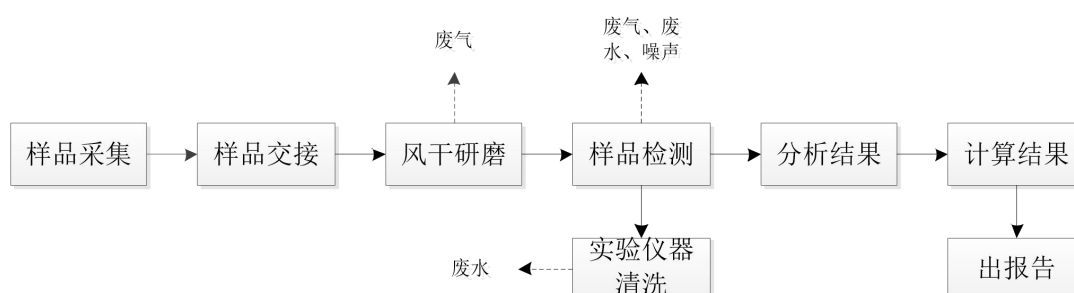 废气
废气、废
水、噪声
样品采集
样品交接
风干研磨
样品检测
分析结果
计算结果
废水
实验仪器
清洗
出报告